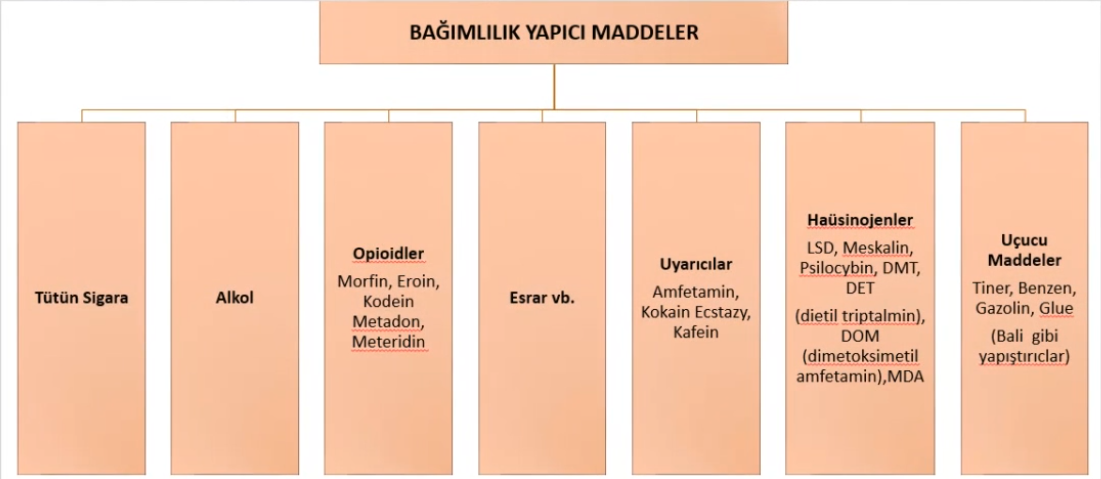 BAĞIMLILIK YAPICI MADDELER
Tütün Sigara
Alkol
Opioidler
Morfin, Eroin,
Kodein
Metadon,
Meteridin
Esrar vb.
Uyarıcılar
Amfetamin,
Kokain Ecstazy,
Kafein
Haüsinojenler
LSD, Meskalin,
Psilocybin, DMT,
DET
(dietil triptalmin),
DOM
(dimetoksimetil
amfetamin),MDA
Uçucu
Maddeler
Tiner, Benzen,
Gazolin, Glue
(Bali gibi
yapıştırıclar)